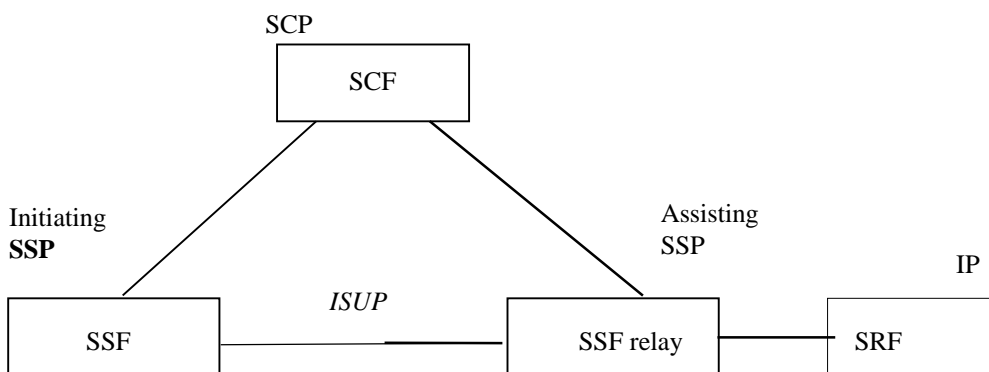 SCP
SCF
Initiating
SSP
Assisting
SSP
IP
ISUP
SSF
SSF relay
SRF